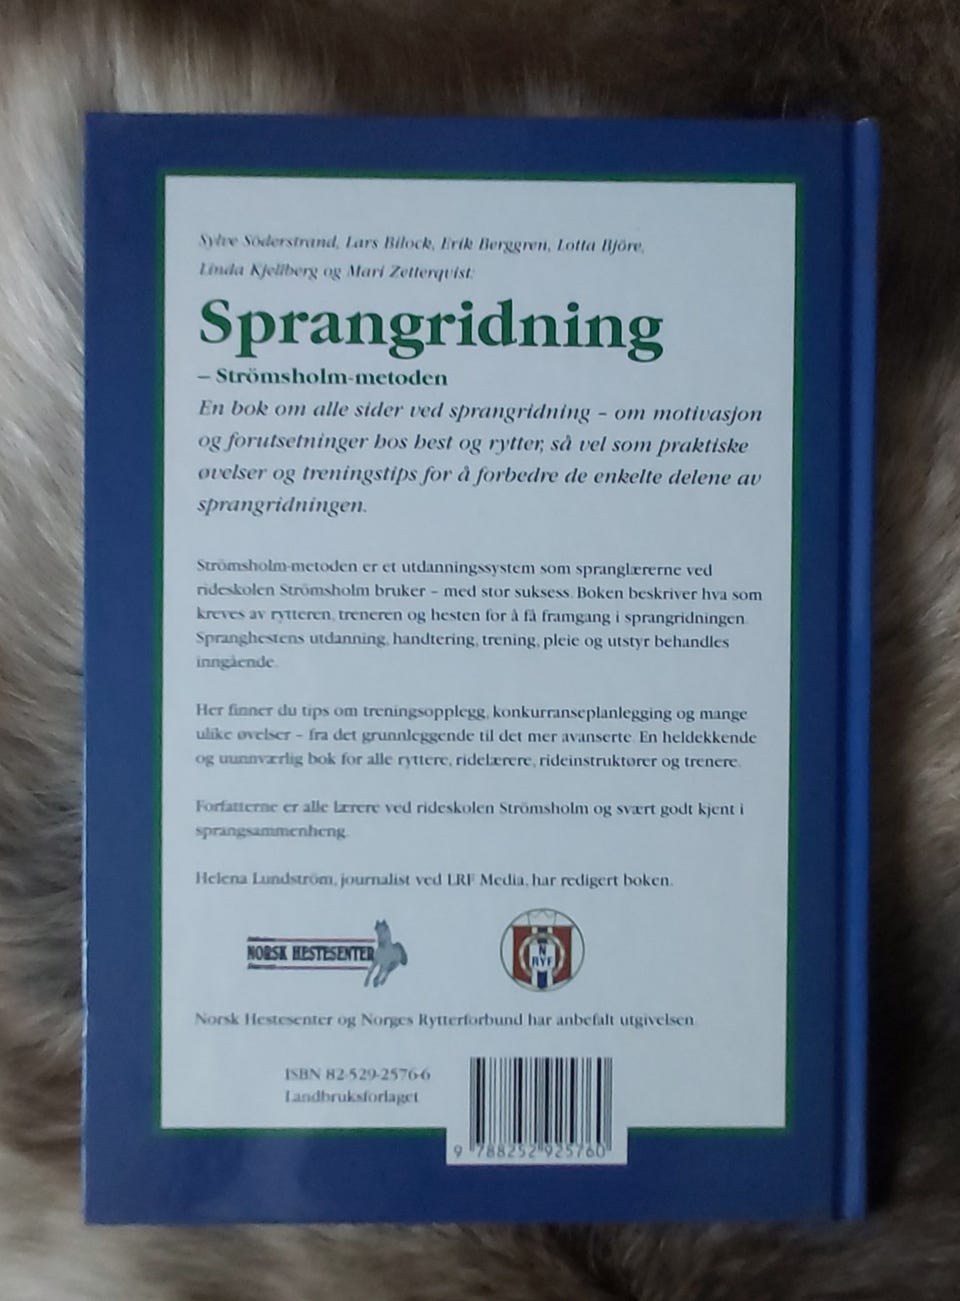 Sylve Söderstrand, Lars Bilock, Erik Berggren, Lotta Björe,
Linda Kjellberg og Mari Zetterqvist:
Sprangridning
– Strömsholm-metoden
En bok om alle sider ved sprangridning – om motivasjon
og forutsetninger hos hest og rytter, så vel som praktiske
øvelser og treningstips for å forbedre de enkelte delene av
sprangridningen.
Strömsholm-metoden er et utdanningssystem som spranglærerne ved
rideskolen Strömsholm bruker – med stor suksess. Boken beskriver hva som
kreves av rytteren, treneren og hesten for å få framgang i sprangridningen.
Spranghestens utdanning, handtering, trening, pleie og utstyr behandles
inngående.
Her finner du tips om treningsopplegg, konkurranseplanlegging og mange
ulike øvelser – fra det grunnleggende til det mer avanserte. En heldekkende
og uunnværlig bok for alle ryttere, ridelærere, rideinstruktører og trenere.
Forfatterne er alle lærere ved rideskolen Strömsholm og svært godt kjent i
sprangsammenheng.
Helena Lundström, journalist ved LRF Media, har redigert boken.
NORSK HESTESENTER
N
RYF
Norsk Hestesenter og Norges Rytterforbund har anbefalt utgivelsen.
ISBN 82-529-2576-6
Landbruksforlaget
9 788252 925760